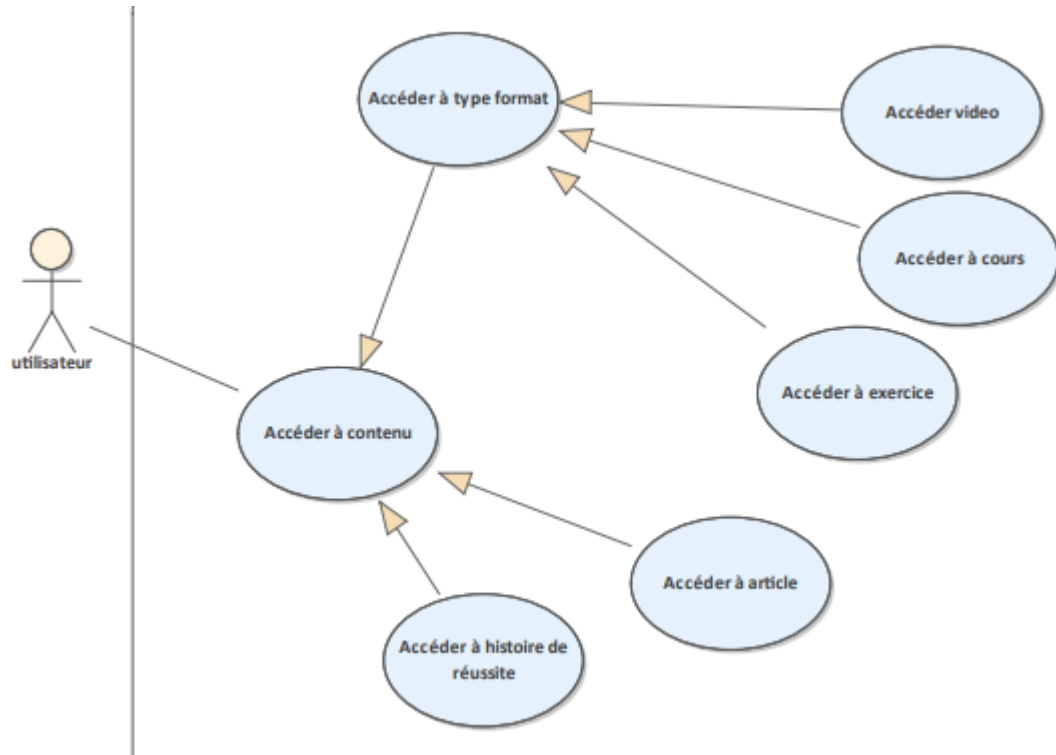 Accéder à type format
Accéder video
Accéder à cours
utilisateur
Accéder à exercice
Accéder à contenu
Accéder à article
Accéder à histoire de
réussite